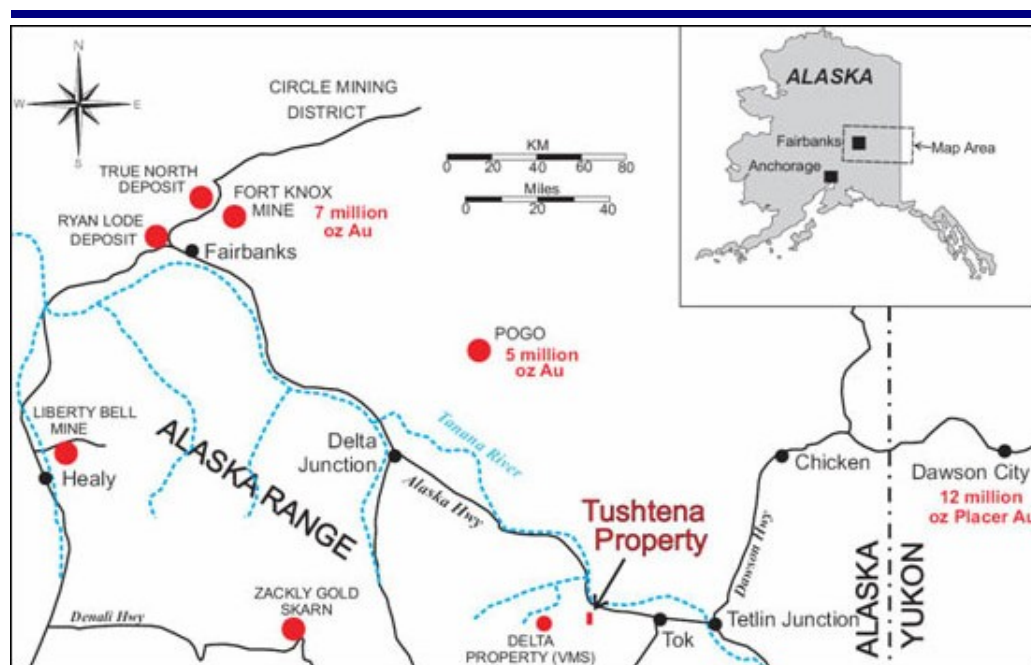 N
W
E
S
CIRCLE MINING
DISTRICT
TRUE NORTH
DEPOSIT
FORT KNOX
MINE
7 million
oz Au
RYAN LODE
DEPOSIT
Fairbanks
KM
0 20 40 60 80
Miles
0 20 40
ALASKA
Fairbanks
Map Area
Anchorage
POGO
5 million
oz Au
LIBERTY BELL
MINE
Healy
ALASKA RANGE
Delta
Junction
Tanana River
Alaska Hwy
Chicken
Dawson City
12 million
oz Placer Au
Tushtena
Property
Dawson Hwy
ALASKA
YUKON
ZACKLY GOLD
SKARN
Denali Hwy
DELTA
PROPERTY (VMS)
Tok
Tetlin Junction